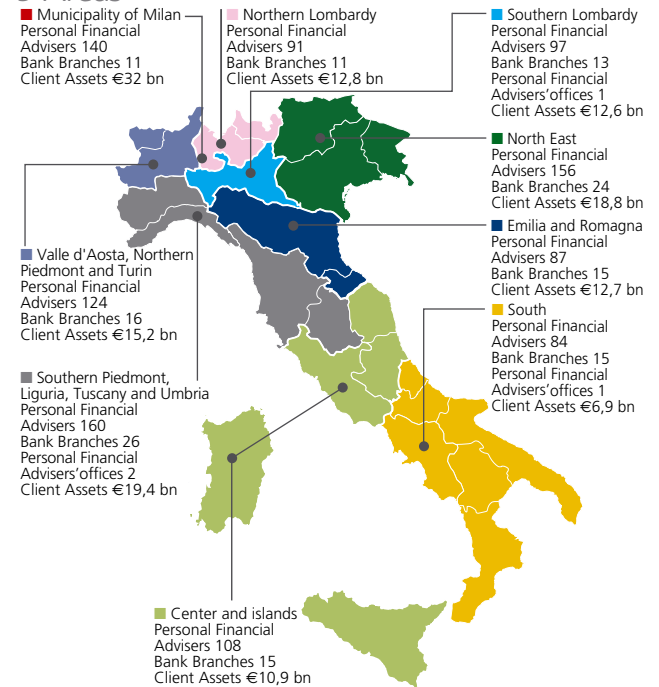 Municipality of Milan
Personal Financial
Advisers 140
Bank Branches 11
Client Assets €32 bn
Northern Lombardy
Personal Financial
Advisers 91
Bank Branches 11
Client Assets €12,8 bn
Southern Lombardy
Personal Financial
Advisers 97
Bank Branches 13
Personal Financial
Advisers'offices 1
Client Assets €12,6 bn
North East
Personal Financial
Advisers 156
Bank Branches 24
Client Assets €18,8 bn
Emilia and Romagna
Personal Financial
Advisers 87
Bank Branches 15
Client Assets €12,7 bn
South
Personal Financial
Advisers 84
Bank Branches 15
Personal Financial
Advisers'offices 1
Client Assets €6,9 bn
Valle d'Aosta, Northern
Piedmont and Turin
Personal Financial
Advisers 124
Bank Branches 16
Client Assets €15,2 bn
Southern Piedmont,
Liguria, Tuscany and Umbria
Personal Financial
Advisers 160
Bank Branches 26
Personal Financial
Advisers'offices 2
Client Assets €19,4 bn
Center and islands
Personal Financial
Advisers 108
Bank Branches 15
Client Assets €10,9 bn